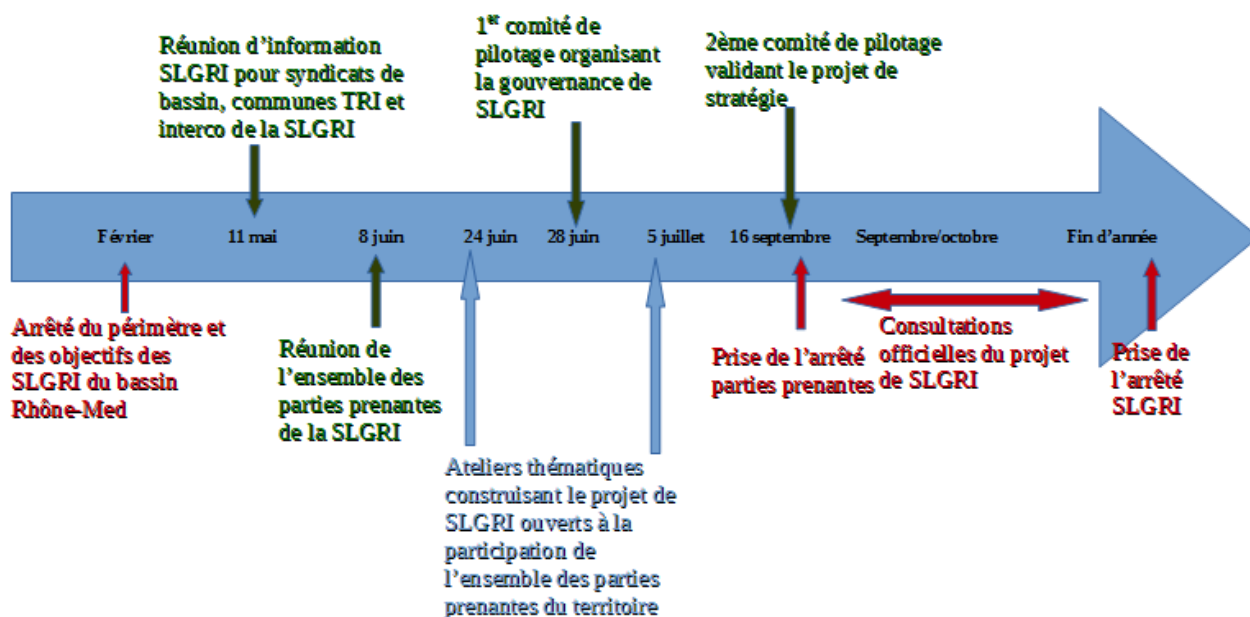 Réunion d'information
SLGRI pour syndicats de
bassin, communes TRI et
interco de la SLGRI
1er comité de
pilotage organisant
la gouvernance de
SLGRI
2ème comité de pilotage
validant le projet de
stratégie
Février
11 mai
8 juin
24 juin
28 juin
5 juillet
16 septembre
Septembre/octobre
Fin d'année
Arrêté du périmètre et
des objectifs des
SLGRI du bassin
Rhône-Med
Réunion de
l'ensemble des
parties prenantes
de la SLGRI
Ateliers thématiques
construisant le projet de
SLGRI ouverts à la
participation de
l'ensemble des parties
prenantes du territoire
Prise de l'arrêté
parties prenantes
Consultations
officielles du projet
de SLGRI
Prise de
l'arrêté
SLGRI